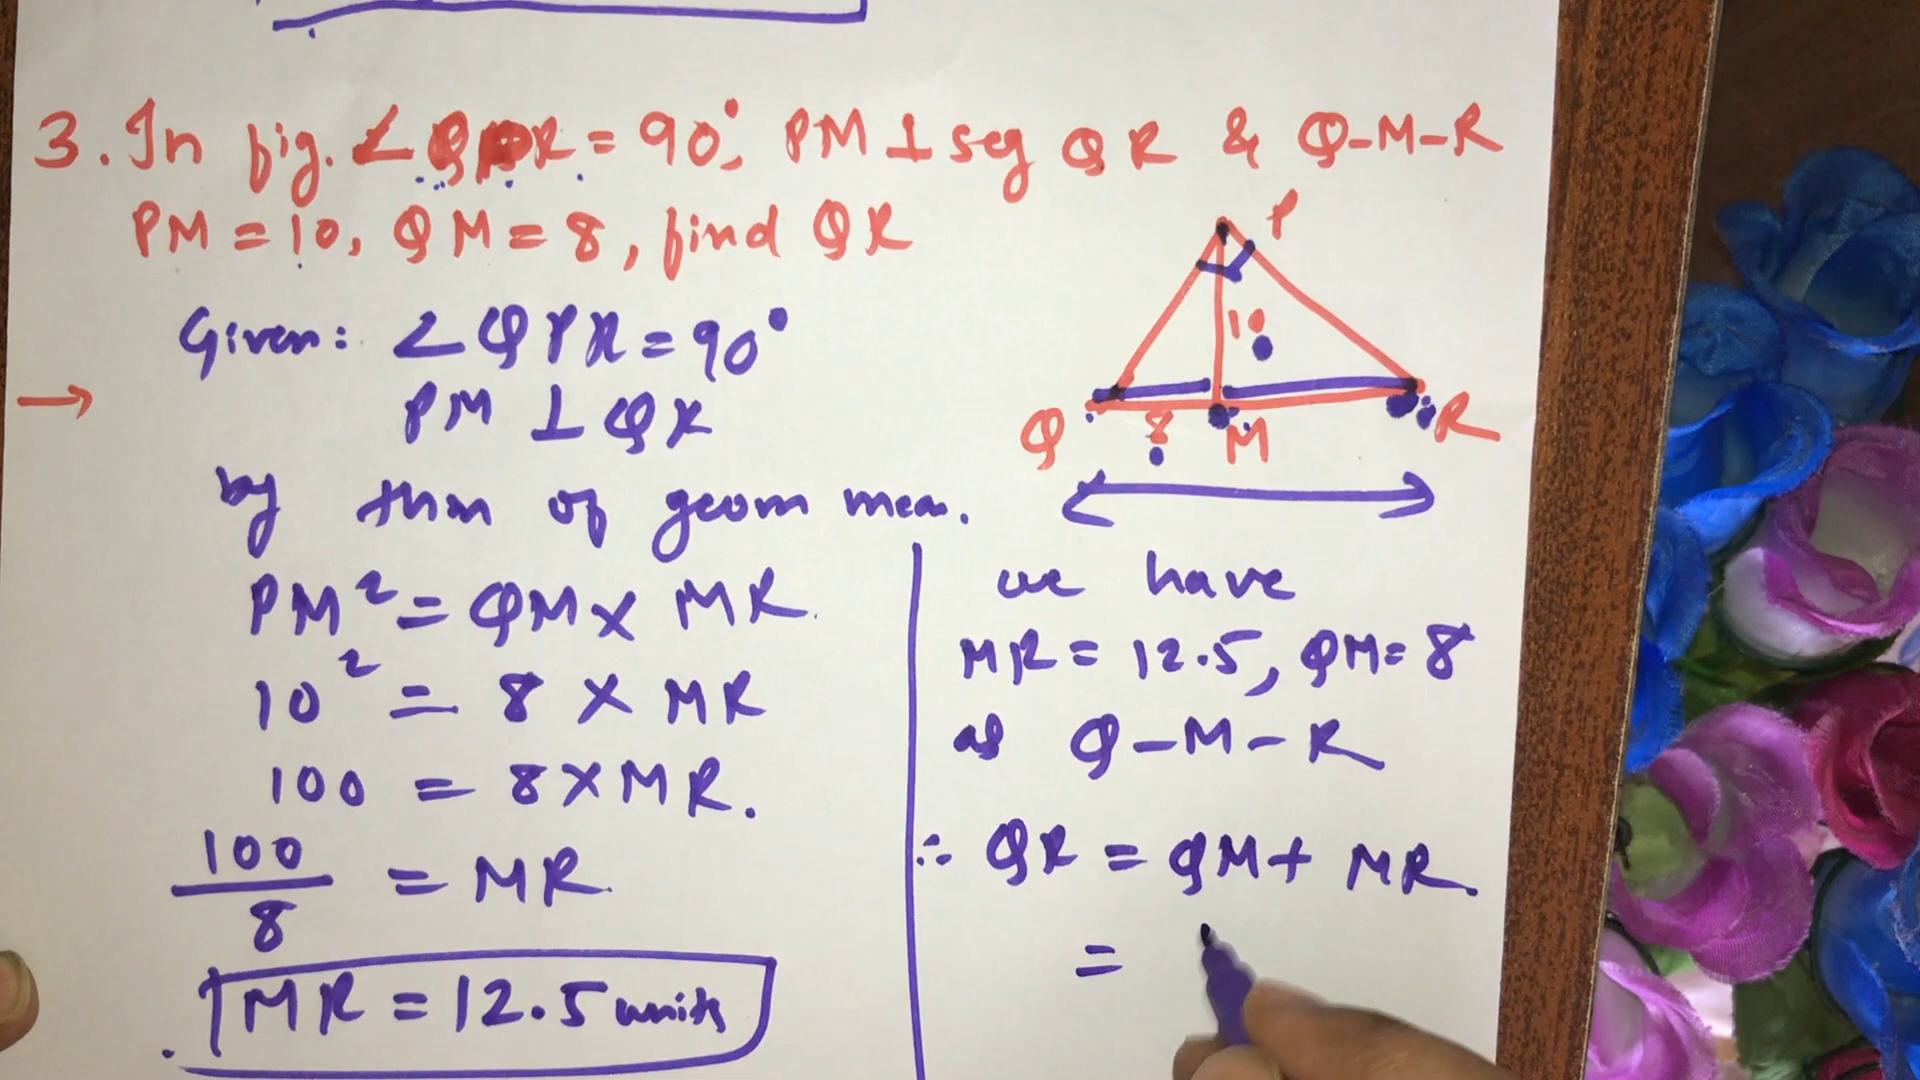 3. In fig. ∠QPR = 90°, PM ⊥ seg QR & Q-M-R
PM = 10, QM = 8, find QR
P
10
Q 8 M R
Given: ∠QPR = 90°
PM ⊥ QR
by thm of geom mean.
PM² = QM × MR.
10² = 8 × MR
100 = 8 × MR.
100/8 = MR.
MR = 12.5 units
we have
MR = 12.5, QM = 8
as Q-M-R
∴ QR = QM + MR.
=